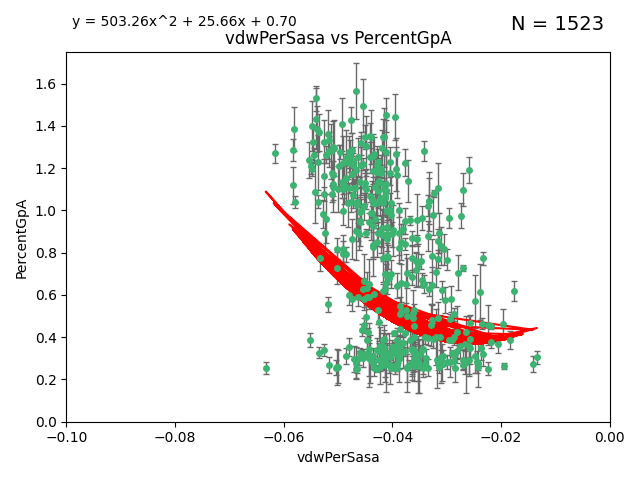 y = 503.26x^2 + 25.66x + 0.70
N = 1523
vdwPerSasa vs PercentGpA
1.6
1.4
1.2
1.0
0.8
0.6
0.4
0.2
0.0
PercentGpA
−0.10 −0.08 −0.06 −0.04 −0.02 0.00
vdwPerSasa